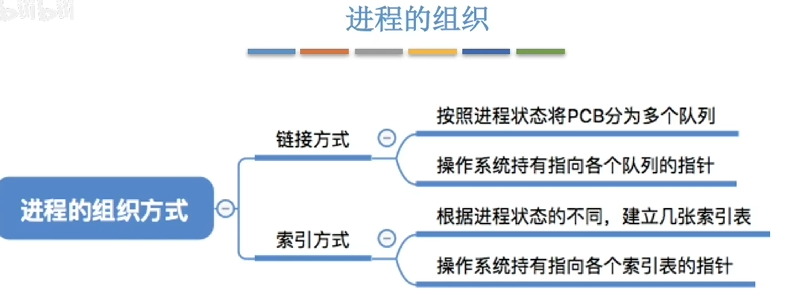 进程的组织
链接方式
按照进程状态将PCB分为多个队列
操作系统持有指向各个队列的指针
进程的组织方式
索引方式
根据进程状态的不同，建立几张索引表
操作系统持有指向各个索引表的指针